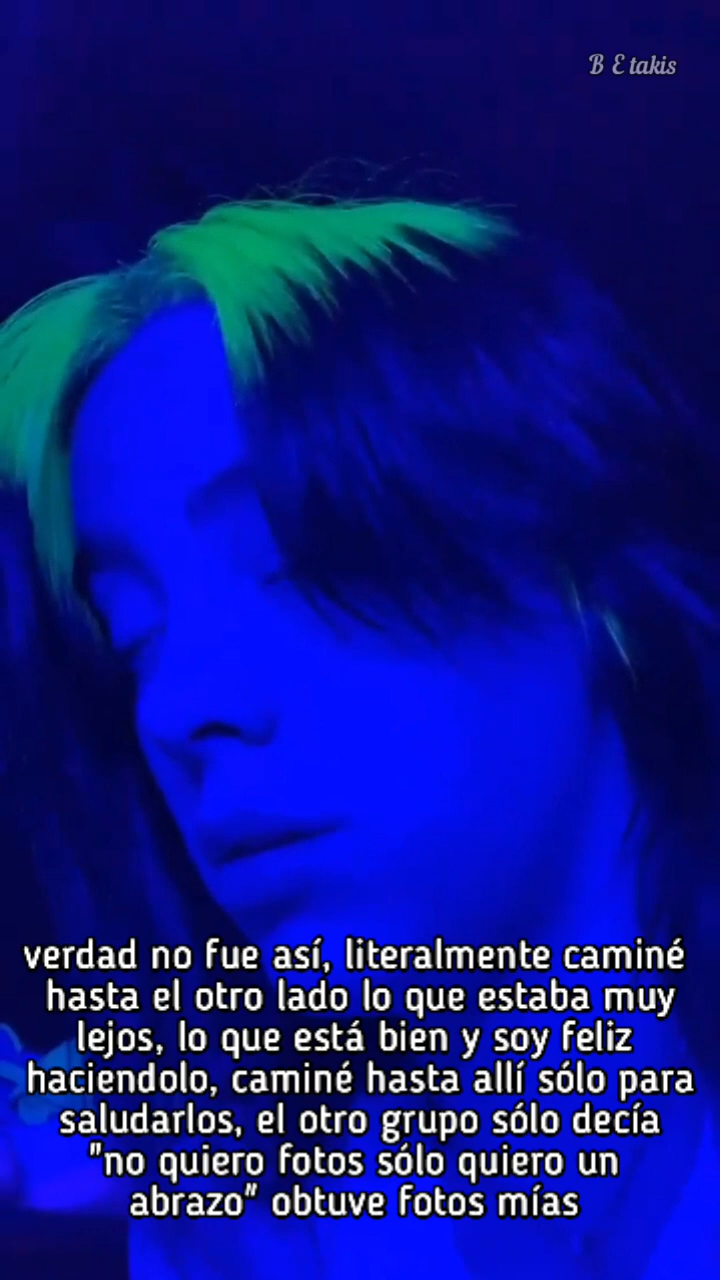 B E takis
verdad no fue así, literalmente caminé
hasta el otro lado lo que estaba muy
lejos, lo que está bien y soy feliz
haciendolo, caminé hasta allí sólo para
saludarlos, el otro grupo sólo decía
"no quiero fotos sólo quiero un
abrazo" obtuve fotos mías